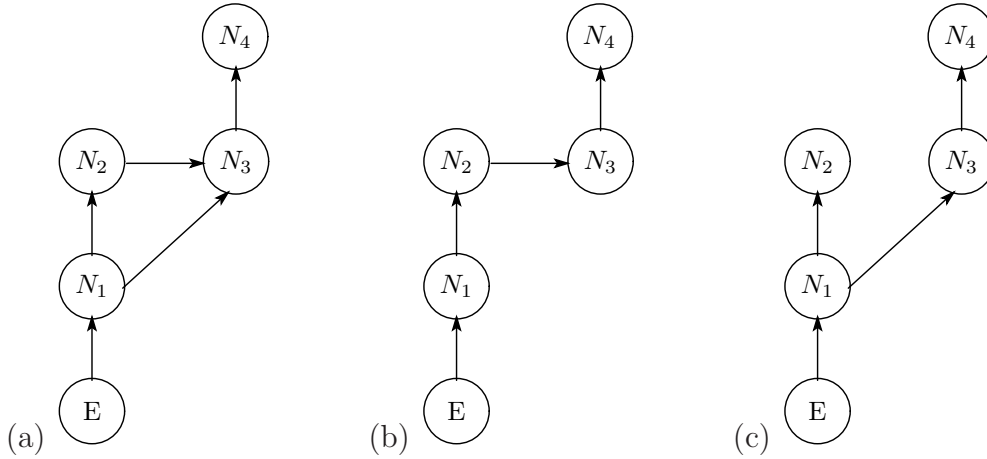 N₄
N₂ N₃
N₁
(a) E
N₄
N₂ N₃
N₁
(b) E
N₄
N₂ N₃
N₁
(c) E